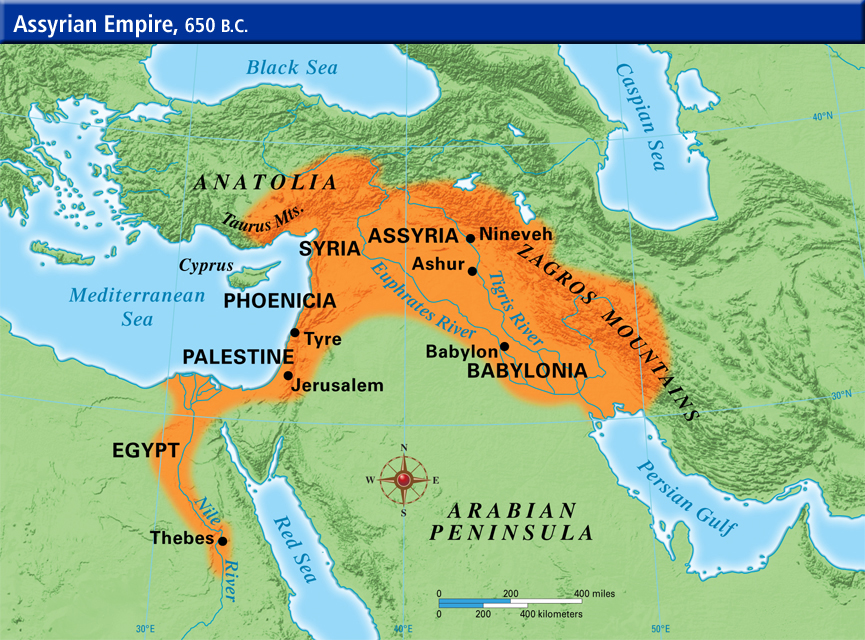 Assyrian Empire, 650 B.C.
Black Sea
Caspian Sea
40°N
ANATOLIA
Taurus Mts.
SYRIA
ASSYRIA
Nineveh
Cyprus
Ashur
ZAGROS MOUNTAINS
Mediterranean
Sea
PHOENICIA
Euphrates River
Tigris River
Tyre
PALESTINE
Babylon
BABYLONIA
Jerusalem
30°N
EGYPT
N
W
E
S
Persian Gulf
Nile River
ARABIAN
PENINSULA
Red Sea
Thebes
0 200 400 miles
0 200 400 kilometers
30°E
40°E
50°E